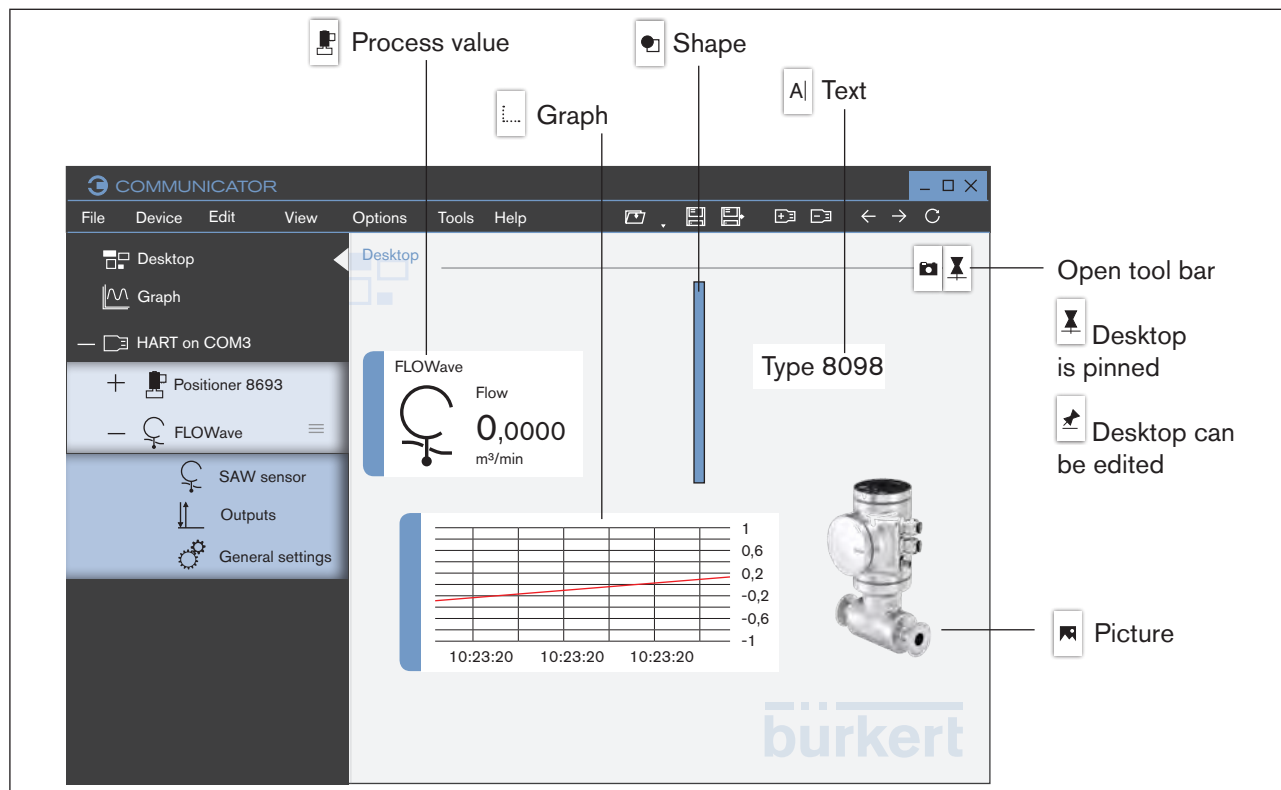 Process value
Shape
A| Text
Graph
COMMUNICATOR
File Device Edit View Options Tools Help
Desktop
Graph
HART on COM3
Positioner 8693
FLOWave
SAW sensor
Outputs
General settings
Desktop
FLOWave
Flow
0,0000
m³/min
Type 8098
1
0,6
0,2
-0,2
-0,6
-1
10:23:20 10:23:20 10:23:20
bürkert
Open tool bar
Desktop
is pinned
Desktop can
be edited
Picture